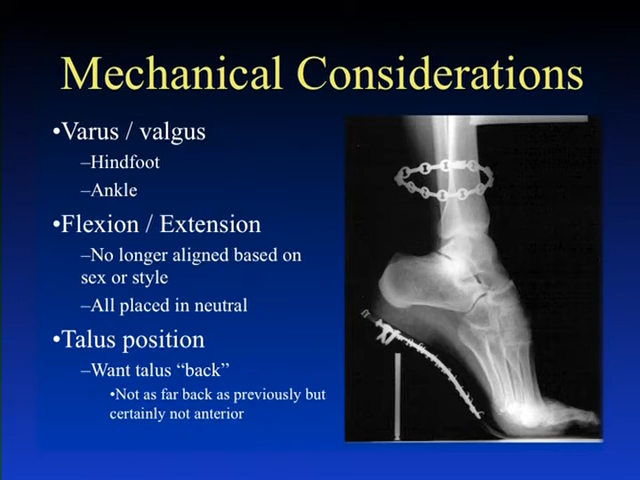 Mechanical Considerations
•Varus / valgus
–Hindfoot
–Ankle
•Flexion / Extension
–No longer aligned based on
sex or style
–All placed in neutral
•Talus position
–Want talus “back”
•Not as far back as previously but
certainly not anterior